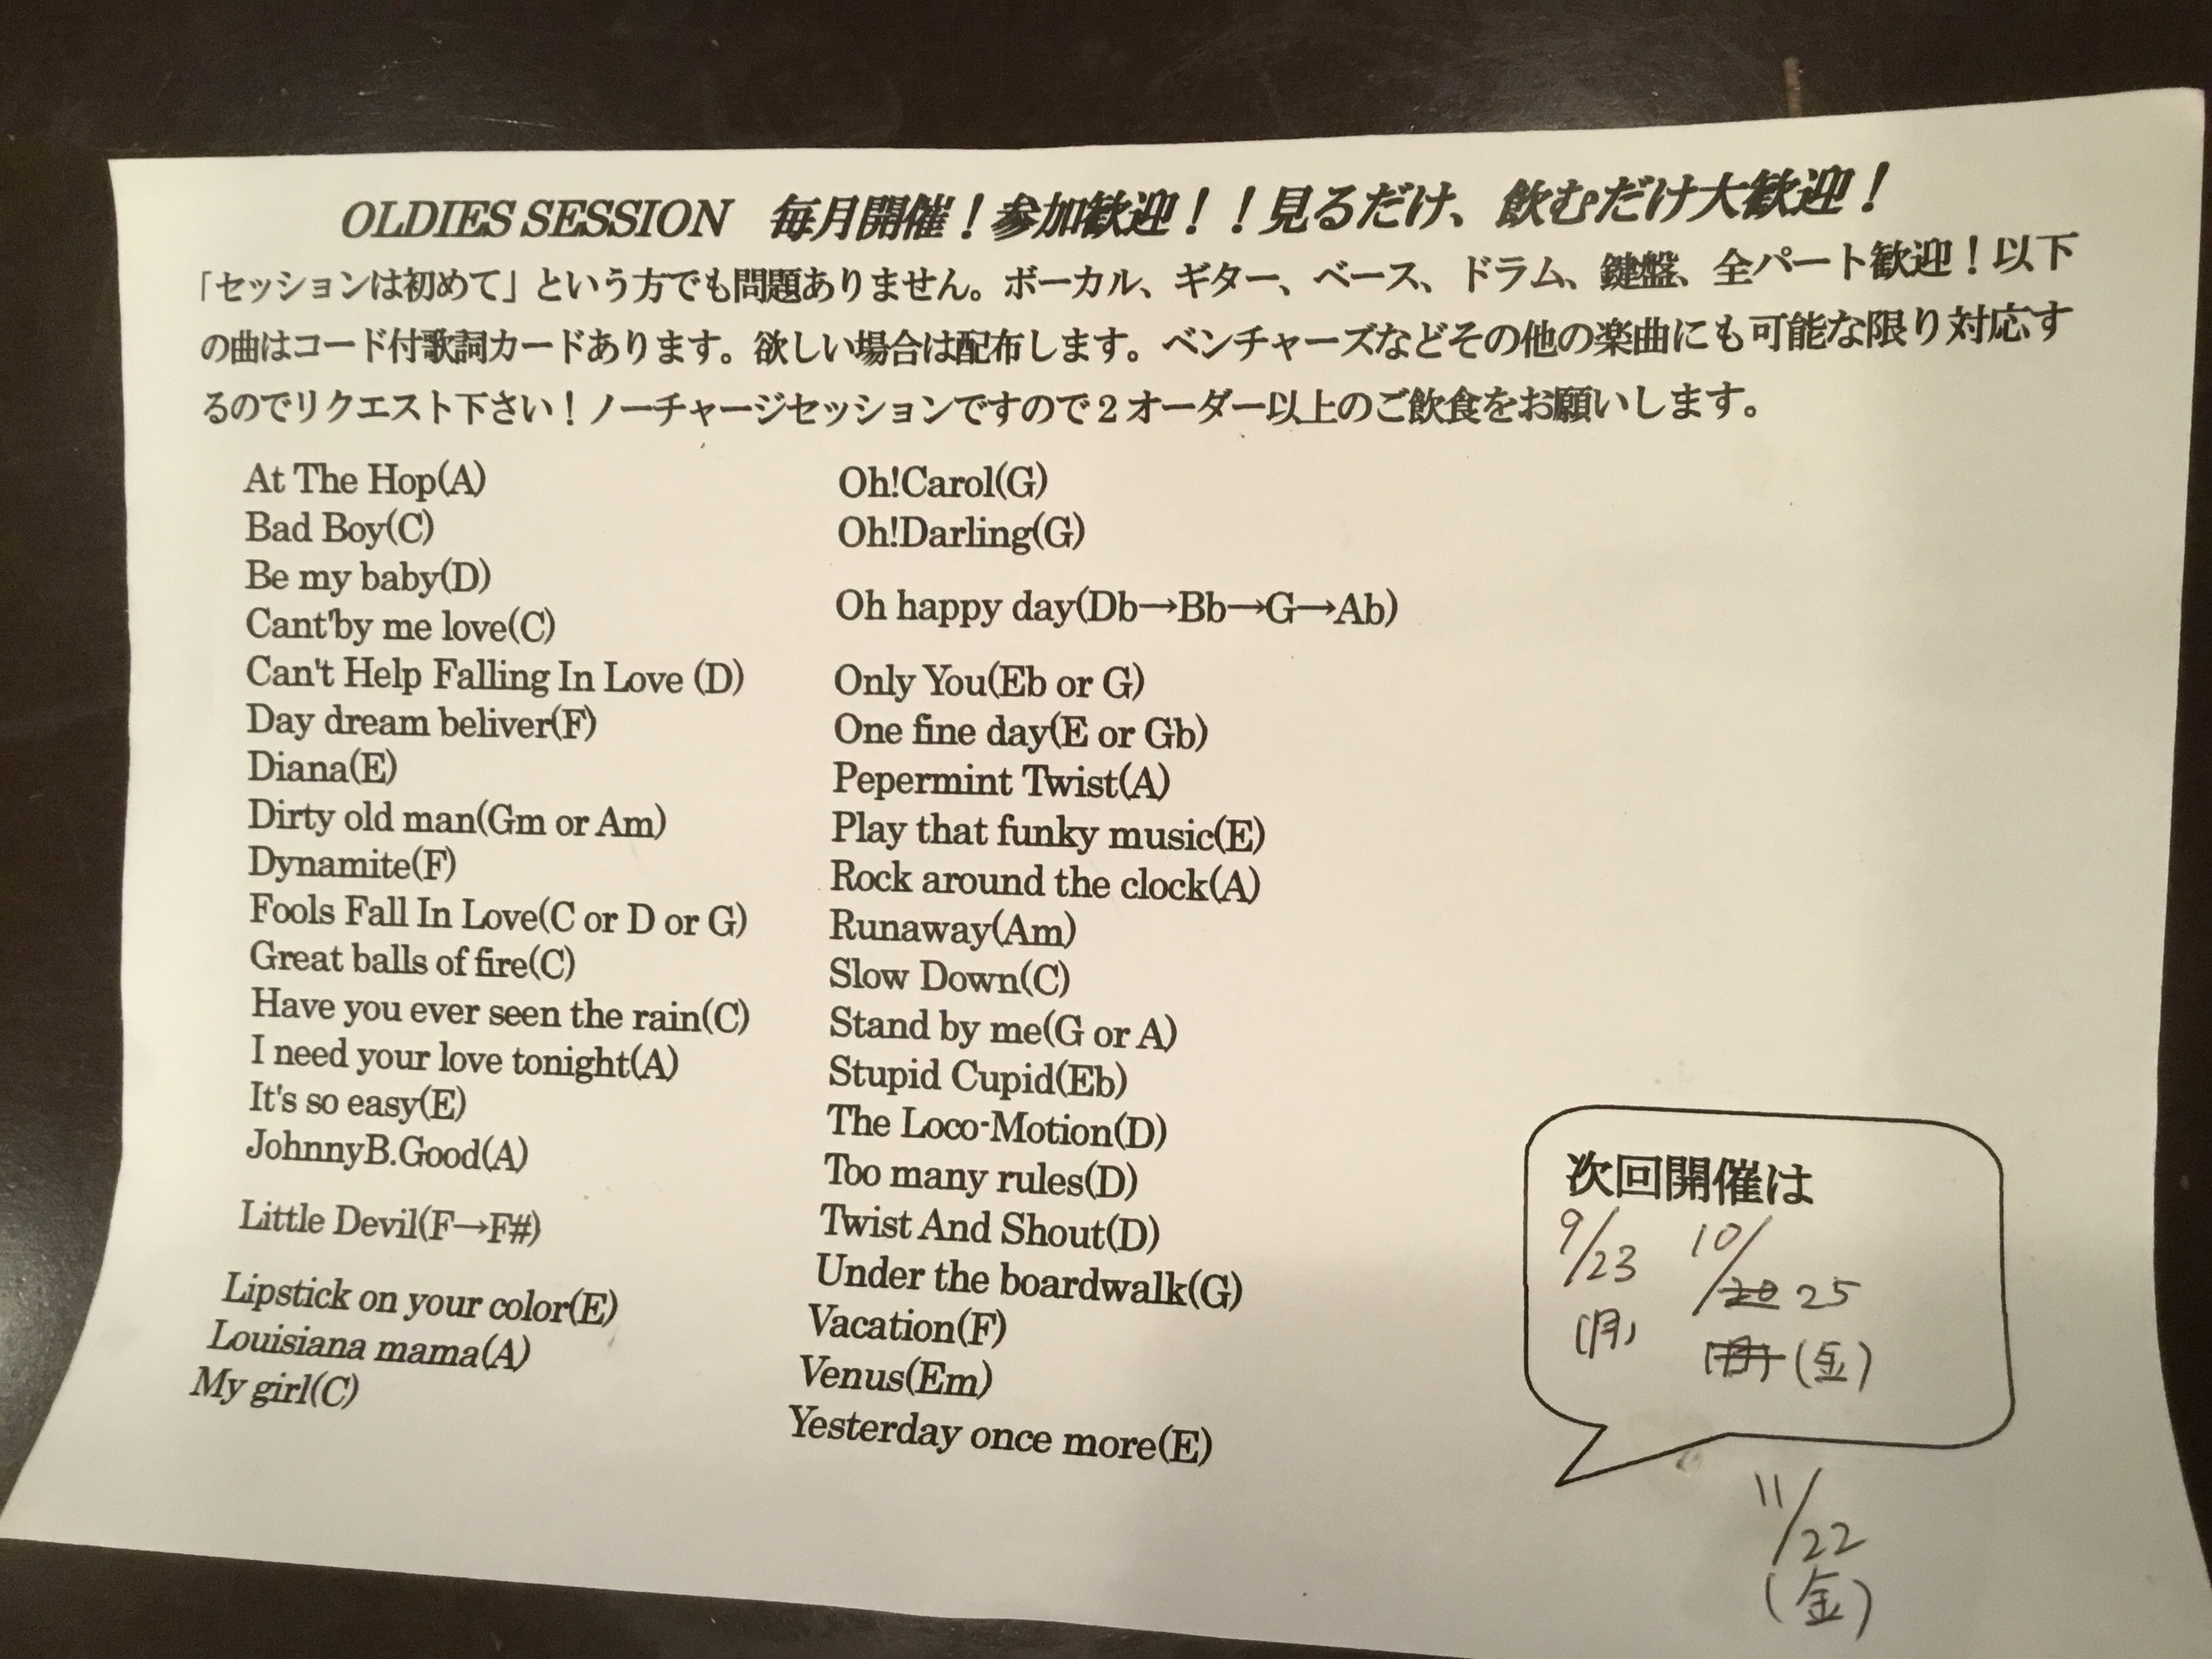 OLDIES SESSION 毎月開催！参加歓迎！！見るだけ、飲むだけ大歓迎！
「セッションは初めて」という方でも問題ありません。ボーカル、ギター、ベース、ドラム、鍵盤、全パート歓迎！以下
の曲はコード付歌詞カードあります。欲しい場合は配布します。ベンチャーズなどその他の楽曲にも可能な限り対応す
るのでリクエスト下さい！ノーチャージセッションですので２オーダー以上のご飲食をお願いします。
At The Hop(A)
Bad Boy(C)
Be my baby(D)
Cant'by me love(C)
Can't Help Falling In Love (D)
Day dream beliver(F)
Diana(E)
Dirty old man(Gm or Am)
Dynamite(F)
Fools Fall In Love(C or D or G)
Great balls of fire(C)
Have you ever seen the rain(C)
I need your love tonight(A)
It's so easy(E)
JohnnyB.Good(A)
Little Devil(F→F#)
Lipstick on your color(E)
Louisiana mama(A)
My girl(C)
Oh!Carol(G)
Oh!Darling(G)
Oh happy day(Db→Bb→G→Ab)
Only You(Eb or G)
One fine day(E or Gb)
Pepermint Twist(A)
Play that funky music(E)
Rock around the clock(A)
Runaway(Am)
Slow Down(C)
Stand by me(G or A)
Stupid Cupid(Eb)
The Loco-Motion(D)
Too many rules(D)
Twist And Shout(D)
Under the boardwalk(G)
Vacation(F)
Venus(Em)
Yesterday once more(E)
次回開催は
9/23 10/25
(月) (金)
11/22
(金)